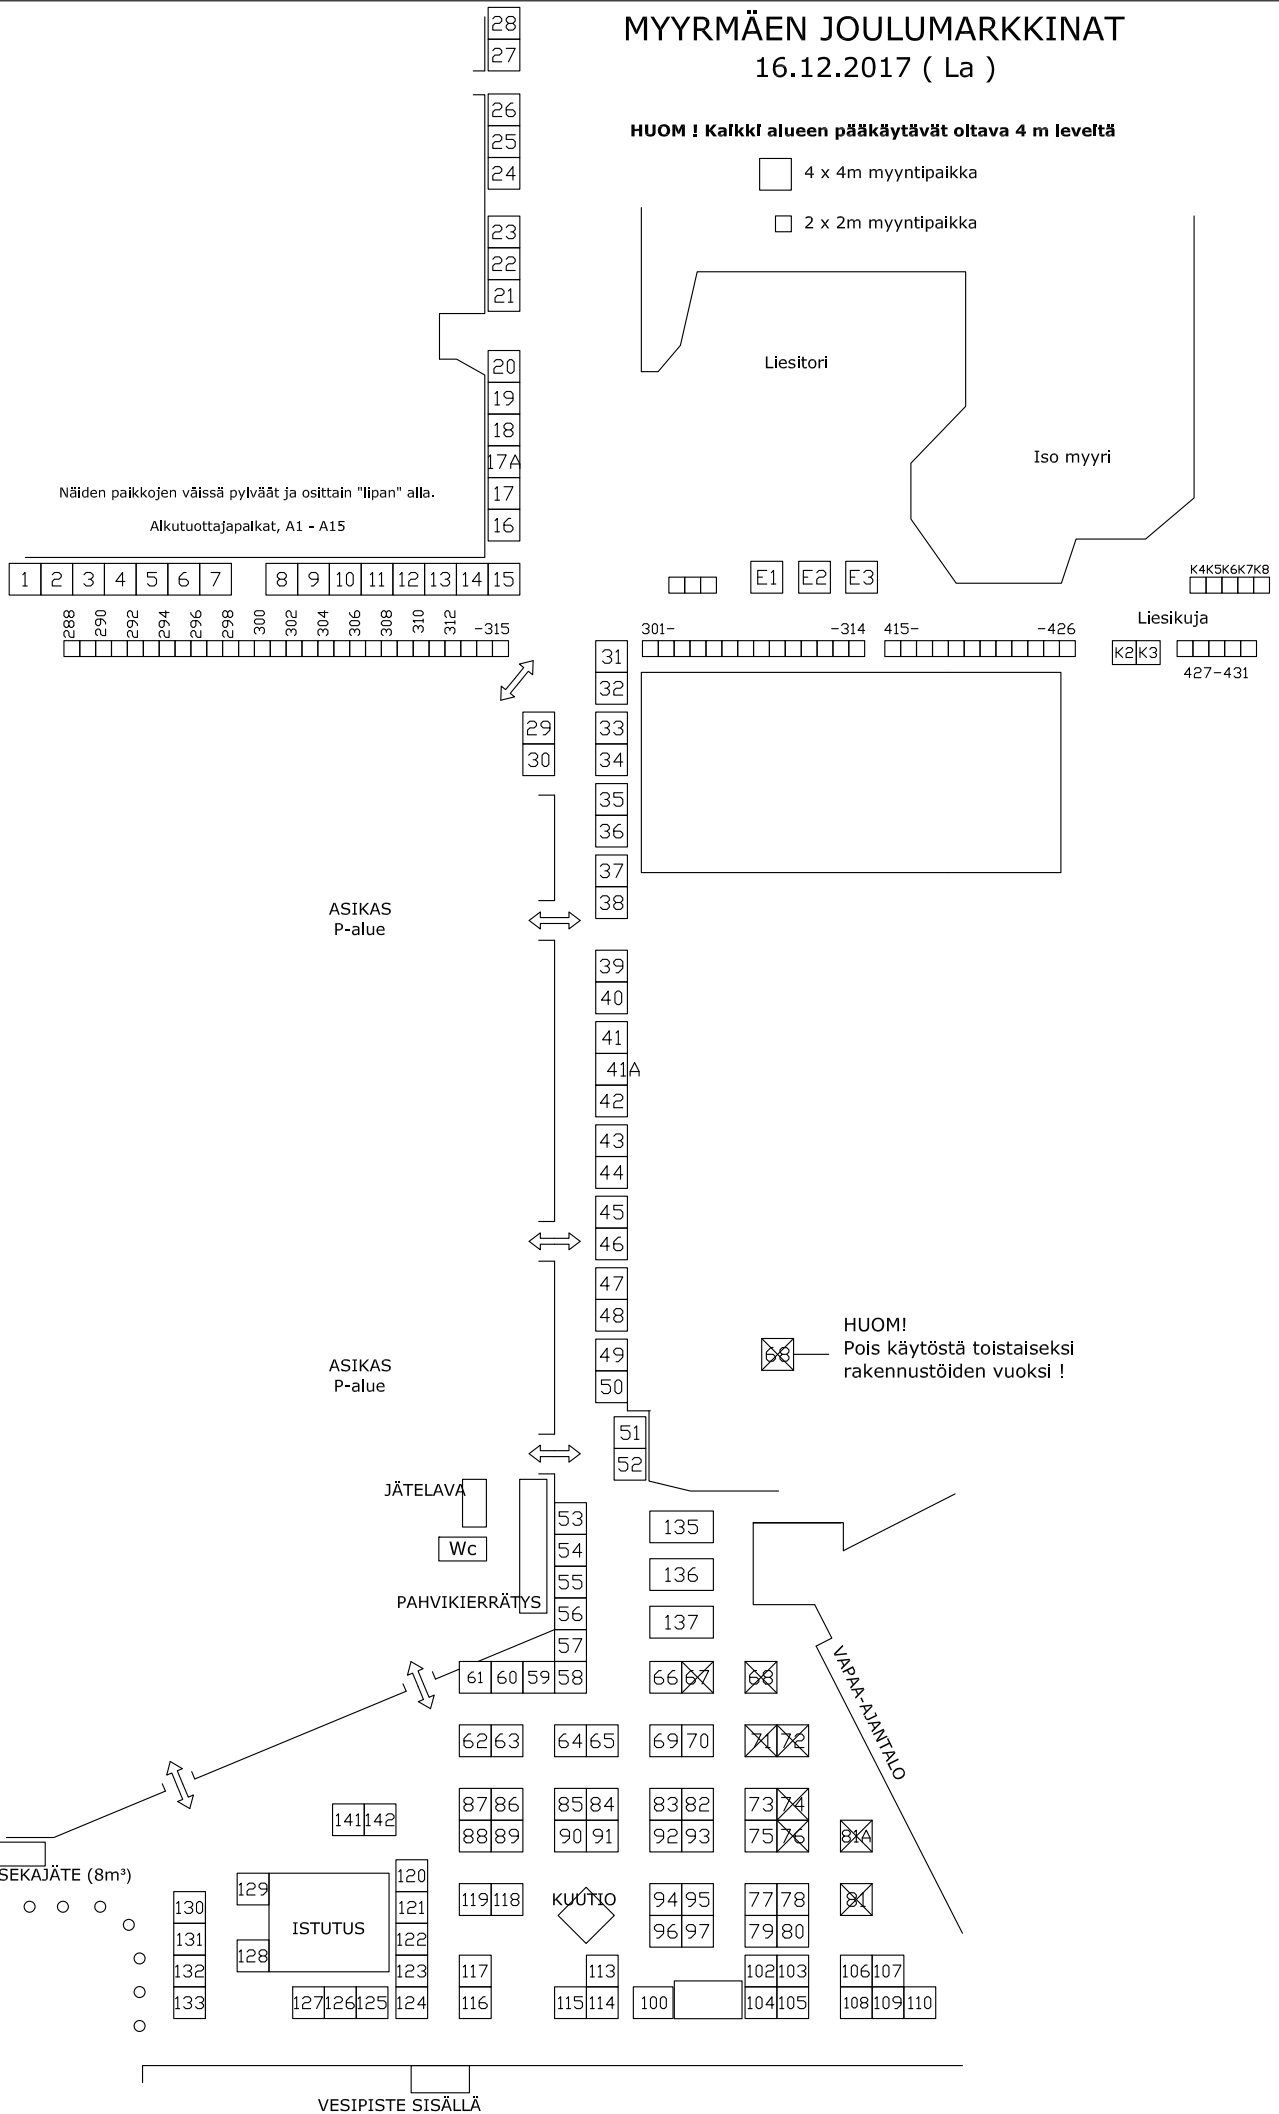 MYYRMÄEN JOULUMARKKINAT
16.12.2017 ( La )
HUOM ! Kaikki alueen pääkäytävät oltava 4 m leveitä
4 x 4m myyntipaikka
2 x 2m myyntipaikka
28
27
26
25
24
23
22
21
20
19
18
17A
17
16
Liesitori
Iso myyri
Näiden paikkojen väissä pylväät ja osittain "lipan" alla.
Alkutuottajapaikat, A1 - A15
1 2 3 4 5 6 7 8 9 10 11 12 13 14 15
E1 E2 E3
K4 K5 K6 K7 K8
288 290 292 294 296 298 300 302 304 306 308 310 312 -315
301- -314 415- -426
Liesikuja
K2 K3
427-431
31
32
29
30
33
34
35
36
37
38
ASIKAS
P-alue
39
40
41
41A
42
43
44
45
46
47
48
49
50
HUOM!
68 Pois käytöstä toistaiseksi
rakennustöiden vuoksi !
ASIKAS
P-alue
51
52
JÄTELAVA
Wc
PAHVIKIERRÄTYS
53
54
55
56
57
135
136
137
VAPAA-AJANTALO
61 60 59 58 66 67 68
62 63 64 65 69 70 71 72
87 86 85 84 83 82 73 74
141 142
88 89 90 91 92 93 75 76 81A
SEKAJÄTE (8m³)
120
129
119 118 KUUTIO 94 95 77 78 81
130
121
ISTUTUS
131
122
96 97 79 80
128
132
123
117 113 102 103 106 107
133
127 126 125 124 116 115 114 100 104 105 108 109 110
VESIPISTE SISÄLLÄ